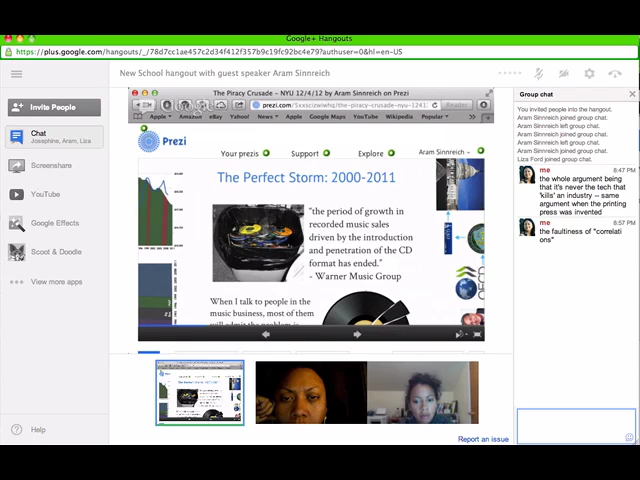 Google+ Hangouts
https://plus.google.com/hangouts/_/78d7cc1ae457c2d34f412f357b9c19fc92bc4e79?authuser=0&hl=en-US
New School hangout with guest speaker Aram Sinnreich
Invite People
Chat
Josephine, Aram, Liza
Screenshare
YouTube
Google Effects
Scoot & Doodle
View more apps
Help
The Piracy Crusade – NYU 12/4/12 by Aram Sinnreich on Prezi
Reader
Apple Yahoo! Google Maps YouTube Wikipedia Popular
Prezi
Your prezis Support Explore Aram Sinnreich
The Perfect Storm: 2000-2011
"the period of growth in
recorded music sales
driven by the introduction
and penetration of the CD
format has ended."
- Warner Music Group
When I talk to people in the
music business, most of them
will admit the problem is
OECD
Report an issue
Group chat
You invited people into the hangout.
Aram Sinnreich joined group chat.
Aram Sinnreich left group chat.
Aram Sinnreich joined group chat.
Aram Sinnreich left group chat.
Aram Sinnreich joined group chat.
Liza Ford joined group chat.
me 8:47 PM
the whole argument being
that it's never the tech that
'kills' an industry -- same
argument when the printing
press was invented
me 8:57 PM
the faultiness of "correlati
ons"